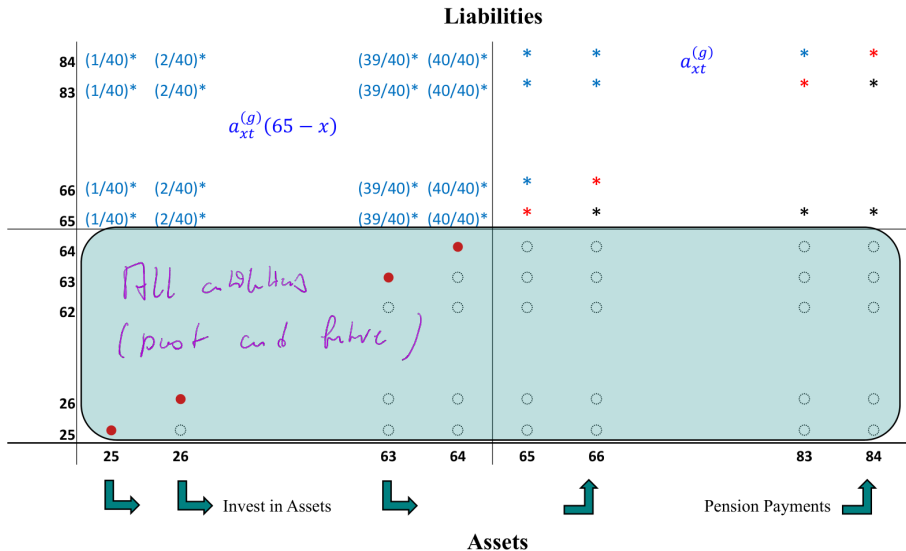 Liabilities
84 (1/40)* (2/40)* (39/40)* (40/40)* * * a_{xt}^{(g)} * *
83 (1/40)* (2/40)* (39/40)* (40/40)* * * * *
a_{xt}^{(g)}(65 − x)
66 (1/40)* (2/40)* (39/40)* (40/40)* * *
65 (1/40)* (2/40)* (39/40)* (40/40)* * * * *
64
63
All
62
(past and future)
26
25
25 26 63 64 65 66 83 84
Invest in Assets Pension Payments
Assets